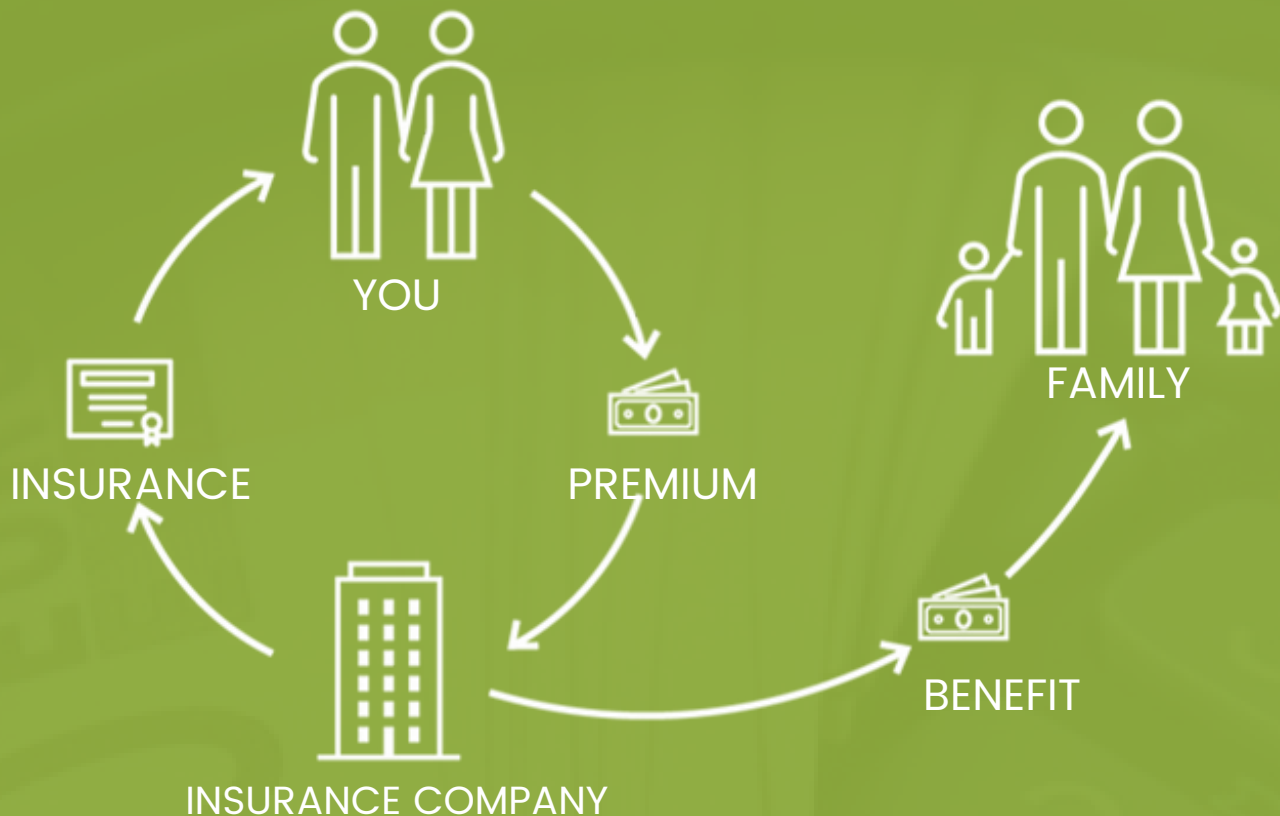 YOU
FAMILY
INSURANCE
PREMIUM
BENEFIT
INSURANCE COMPANY